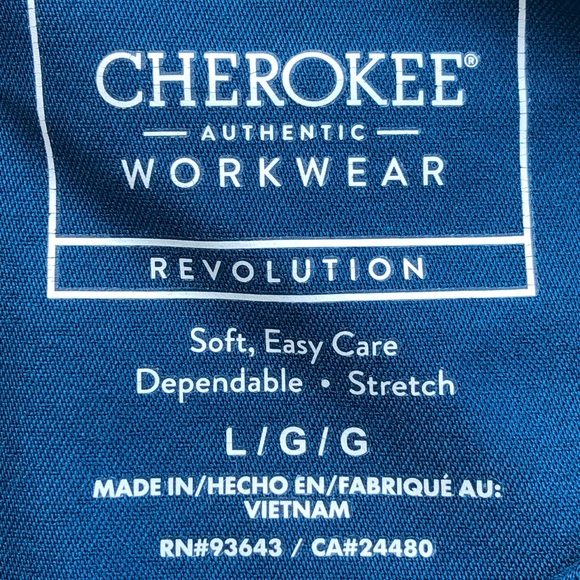 CHEROKEE®
AUTHENTIC
WORKWEAR
REVOLUTION
Soft, Easy Care
Dependable • Stretch
L/G/G
MADE IN/HECHO EN/FABRIQUÉ AU:
VIETNAM
RN#93643 / CA#24480